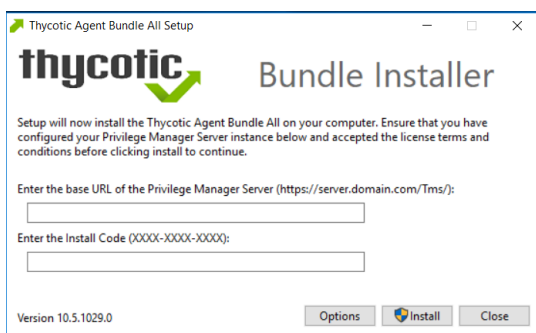 Thycotic Agent Bundle All Setup
thycotic
Bundle Installer
Setup will now install the Thycotic Agent Bundle All on your computer. Ensure that you have
configured your Privilege Manager Server instance below and accepted the license terms and
conditions before clicking install to continue.
Enter the base URL of the Privilege Manager Server (https://server.domain.com/Tms/):
Enter the Install Code (XXXX-XXXX-XXXX):
Version 10.5.1029.0
Options
Install
Close